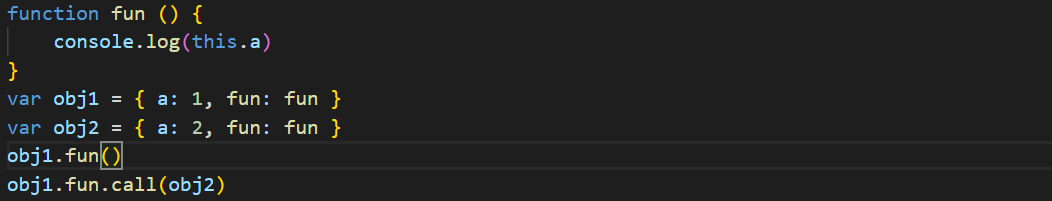 function fun () {
    console.log(this.a)
}
var obj1 = { a: 1, fun: fun }
var obj2 = { a: 2, fun: fun }
obj1.fun()
obj1.fun.call(obj2)